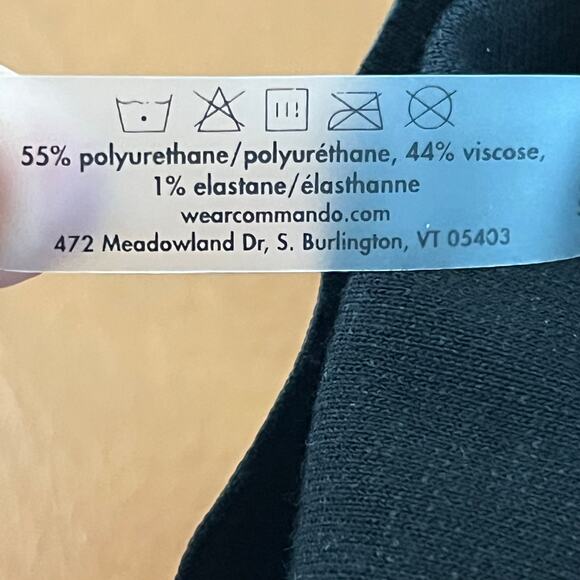 55% polyurethane/polyuréthane, 44% viscose,
1% elastane/élasthanne
wearcommando.com
472 Meadowland Dr, S. Burlington, VT 05403